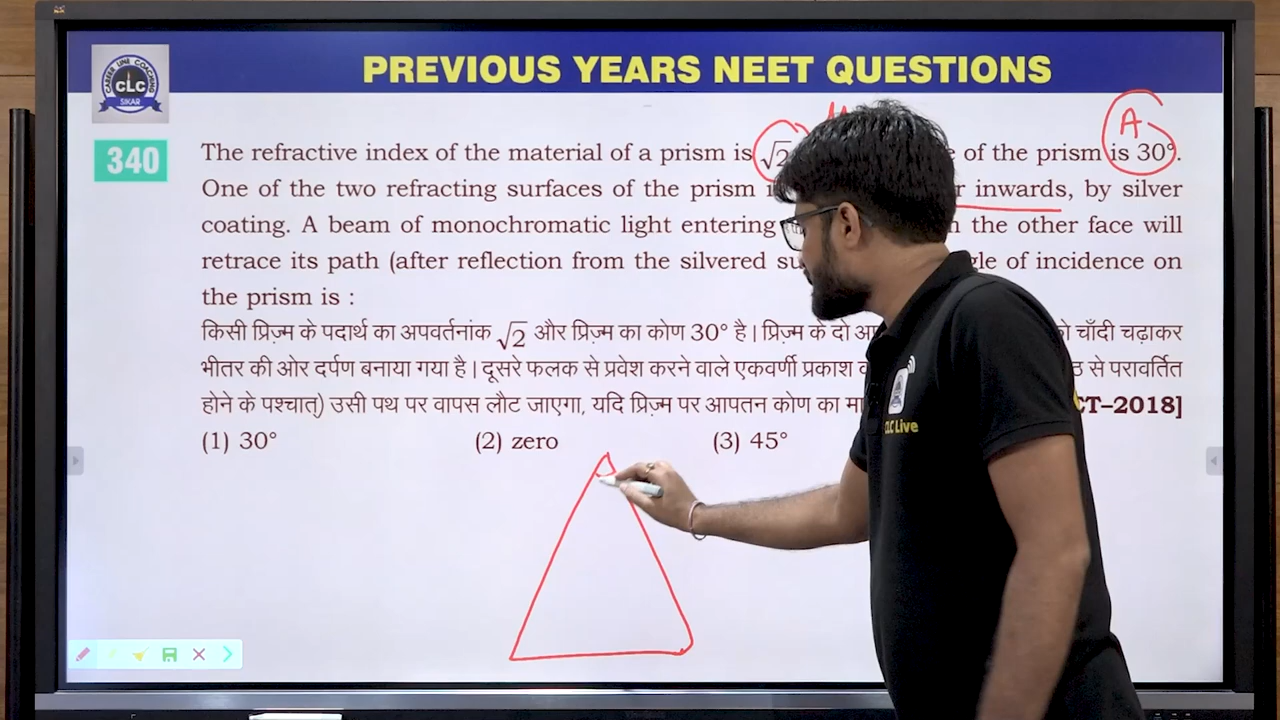 PREVIOUS YEARS NEET QUESTIONS
CAREER LINE COACHING
CLC
SIKAR
A
340 The refractive index of the material of a prism is √2 of the prism is 30°.
One of the two refracting surfaces of the prism inwards, by silver
coating. A beam of monochromatic light entering the other face will
retrace its path (after reflection from the silvered of incidence on
the prism is :
किसी प्रिज़्म के पदार्थ का अपवर्तनांक √2 और प्रिज़्म का कोण 30° है। प्रिज़्म के दो चाँदी चढ़ाकर
भीतर की ओर दर्पण बनाया गया है। दूसरे फलक से प्रवेश करने वाले एकवर्णी प्रकाश से परावर्तित
होने के पश्चात्) उसी पथ पर वापस लौट जाएगा, यदि प्रिज़्म पर आपतन कोण का 2018]
(1) 30° (2) zero (3) 45°
CLC Live